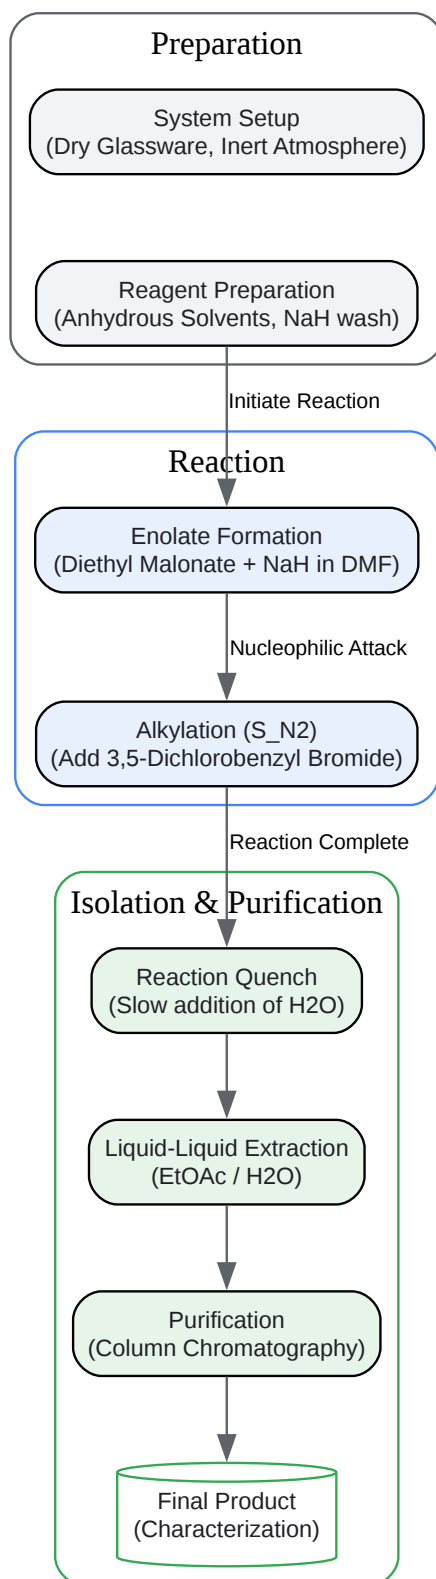 Preparation
System Setup
(Dry Glassware, Inert Atmosphere)
Reagent Preparation
(Anhydrous Solvents, NaH wash)
Initiate Reaction
Reaction
Enolate Formation
(Diethyl Malonate + NaH in DMF)
Nucleophilic Attack
Alkylation (S_N2)
(Add 3,5-Dichlorobenzyl Bromide)
Reaction Complete
Isolation & Purification
Reaction Quench
(Slow addition of H2O)
Liquid-Liquid Extraction
(EtOAc / H2O)
Purification
(Column Chromatography)
Final Product
(Characterization)